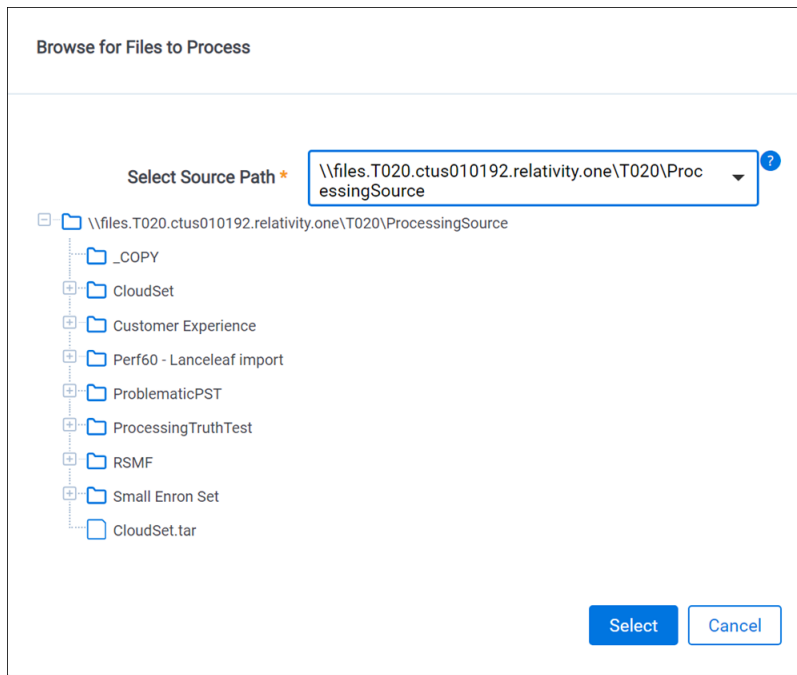 Browse for Files to Process
Select Source Path *
\\files.T020.ctus010192.relativity.one\T020\Proc
essingSource
?
\\files.T020.ctus010192.relativity.one\T020\ProcessingSource
_COPY
CloudSet
Customer Experience
Perf60 - Lanceleaf import
ProblematicPST
ProcessingTruthTest
RSMF
Small Enron Set
CloudSet.tar
Select
Cancel